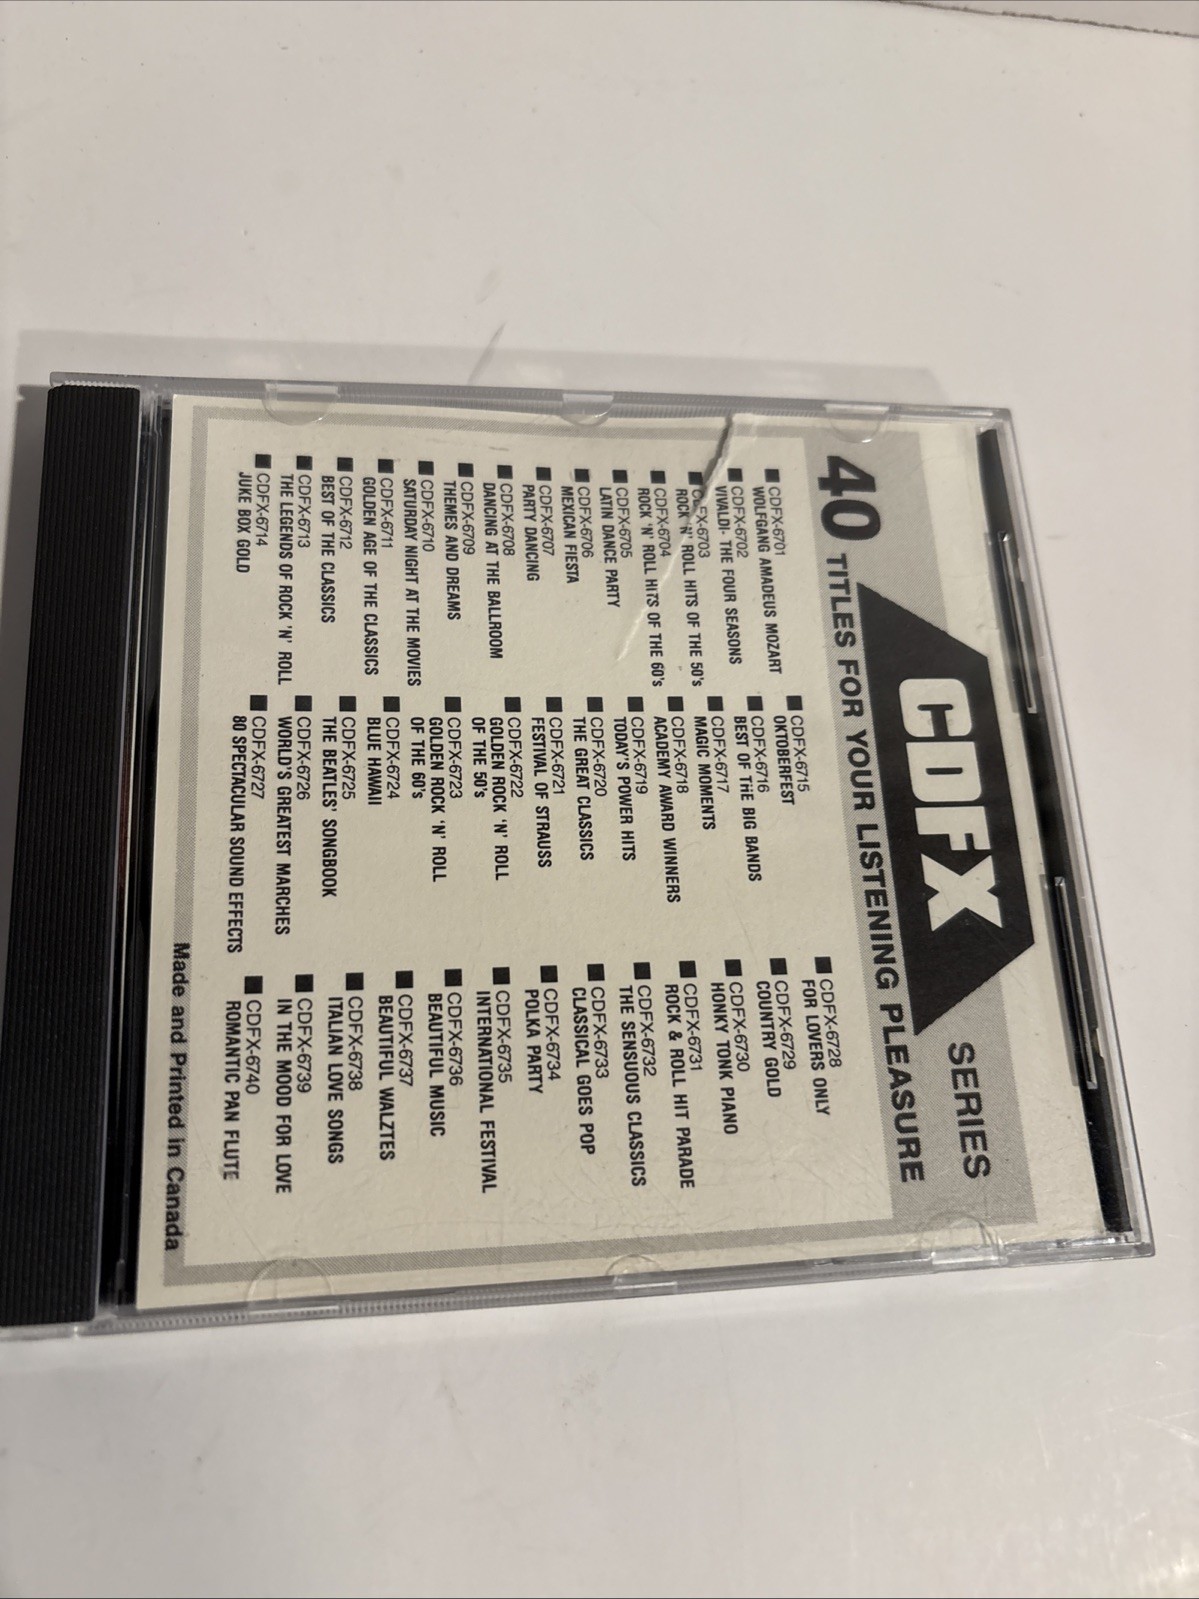 CDFX SERIES
40 TITLES FOR YOUR LISTENING PLEASURE
CDFX-6701
WOLFGANG AMADEUS MOZART
CDFX-6702
VIVALDI- THE FOUR SEASONS
CDFX-6703
ROCK 'N' ROLL HITS OF THE 50's
CDFX-6704
ROCK 'N' ROLL HITS OF THE 60's
CDFX-6705
LATIN DANCE PARTY
CDFX-6706
MEXICAN FIESTA
CDFX-6707
PARTY DANCING
CDFX-6708
DANCING AT THE BALLROOM
CDFX-6709
THEMES AND DREAMS
CDFX-6710
SATURDAY NIGHT AT THE MOVIES
CDFX-6711
GOLDEN AGE OF THE CLASSICS
CDFX-6712
BEST OF THE CLASSICS
CDFX-6713
THE LEGENDS OF ROCK 'N' ROLL
CDFX-6714
JUKE BOX GOLD
CDFX-6715
OKTOBERFEST
CDFX-6716
BEST OF THE BIG BANDS
CDFX-6717
MAGIC MOMENTS
CDFX-6718
ACADEMY AWARD WINNERS
CDFX-6719
TODAY'S POWER HITS
CDFX-6720
THE GREAT CLASSICS
CDFX-6721
FESTIVAL OF STRAUSS
CDFX-6722
GOLDEN ROCK 'N' ROLL
OF THE 50's
CDFX-6723
GOLDEN ROCK 'N' ROLL
OF THE 60's
CDFX-6724
BLUE HAWAII
CDFX-6725
THE BEATLES' SONGBOOK
CDFX-6726
WORLD'S GREATEST MARCHES
CDFX-6727
80 SPECTACULAR SOUND EFFECTS
CDFX-6728
FOR LOVERS ONLY
CDFX-6729
COUNTRY GOLD
CDFX-6730
HONKY TONK PIANO
CDFX-6731
ROCK & ROLL HIT PARADE
CDFX-6732
THE SENSUOUS CLASSICS
CDFX-6733
CLASSICAL GOES POP
CDFX-6734
POLKA PARTY
CDFX-6735
INTERNATIONAL FESTIVAL
CDFX-6736
BEAUTIFUL MUSIC
CDFX-6737
BEAUTIFUL WALZTES
CDFX-6738
ITALIAN LOVE SONGS
CDFX-6739
IN THE MOOD FOR LOVE
CDFX-6740
ROMANTIC PAN FLUTE
Made and Printed in Canada